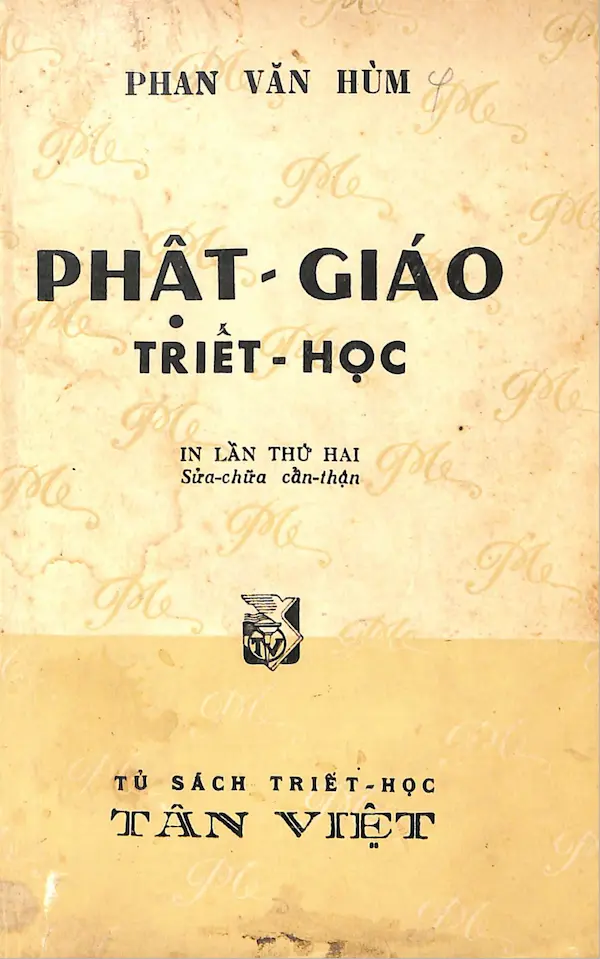 PHAN VĂN HÙM
PHẬT-GIÁO
TRIẾT-HỌC
IN LẦN THỨ HAI
Sửa-chữa cẩn-thận
TV
TỦ SÁCH TRIẾT-HỌC
TÂN VIỆT